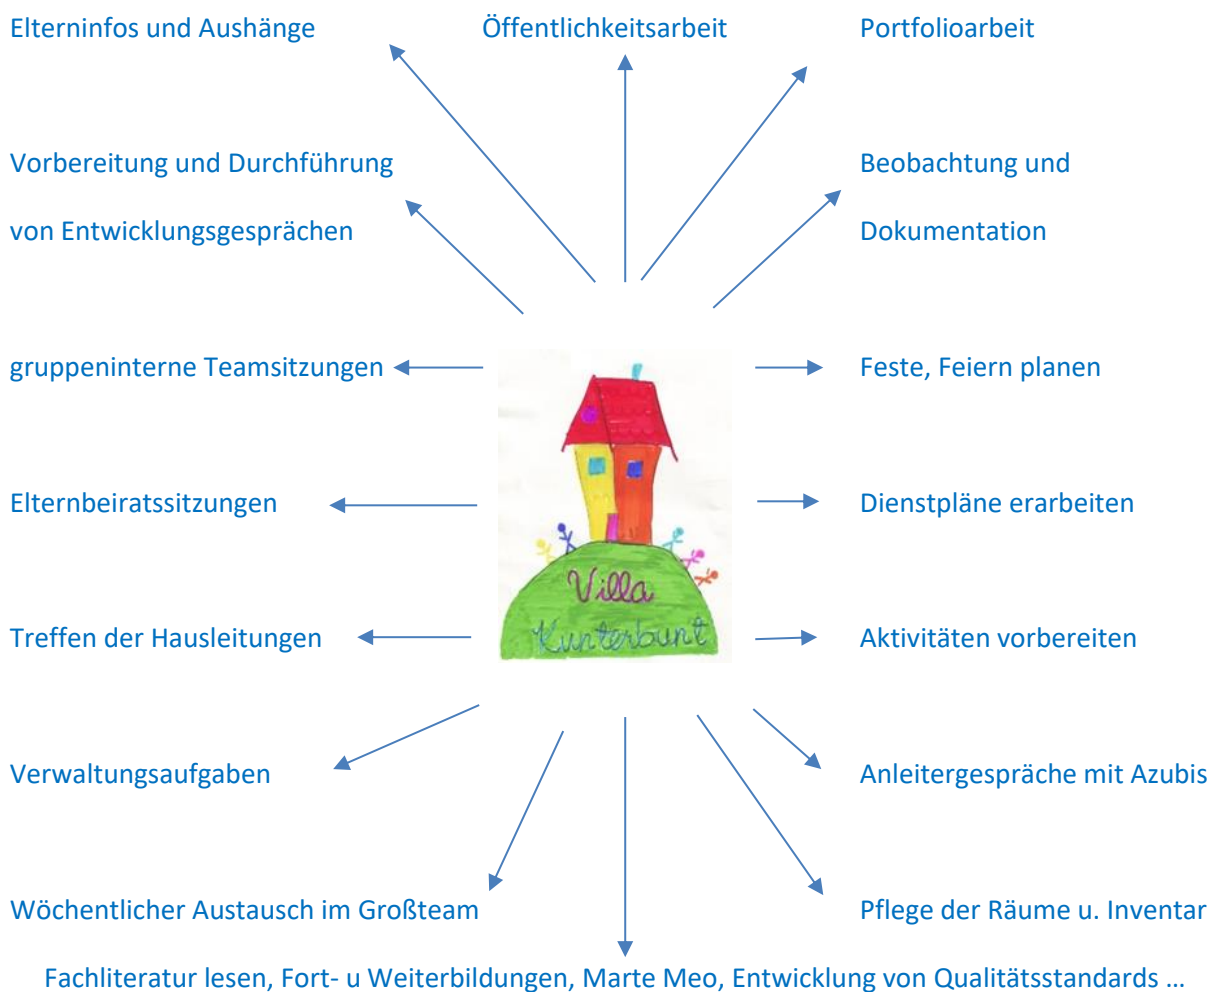 Elterninfos und Aushänge
Öffentlichkeitsarbeit
Portfolioarbeit
Vorbereitung und Durchführung
von Entwicklungsgesprächen
Beobachtung und
Dokumentation
gruppeninterne Teamsitzungen
Feste, Feiern planen
Elternbeiratssitzungen
Dienstpläne erarbeiten
Villa
Kunterbunt
Treffen der Hausleitungen
Aktivitäten vorbereiten
Verwaltungsaufgaben
Anleitergespräche mit Azubis
Wöchentlicher Austausch im Großteam
Pflege der Räume u. Inventar
Fachliteratur lesen, Fort- u Weiterbildungen, Marte Meo, Entwicklung von Qualitätsstandards …